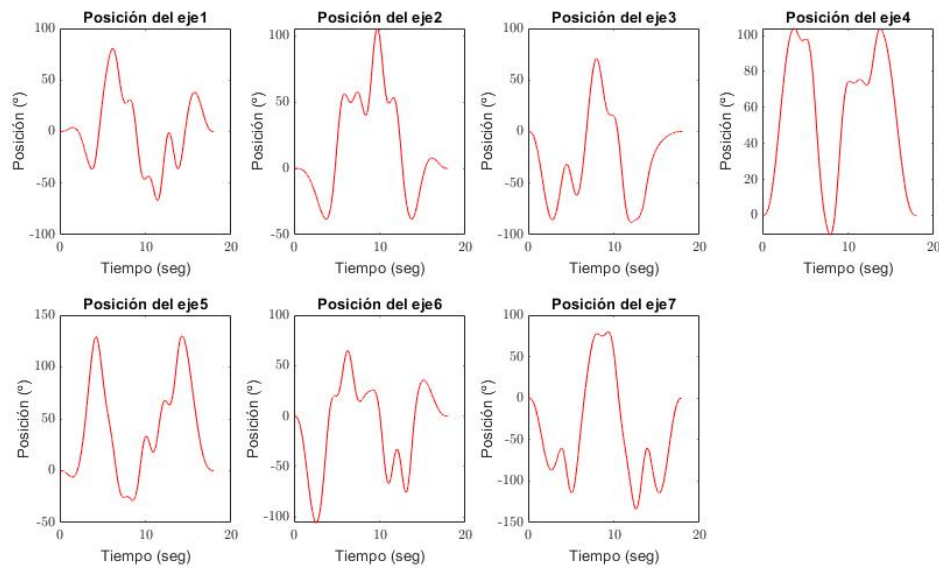 Posición del eje1
Posición (º)
100
50
0
-50
-100
0
10
20
Tiempo (seg)
Posición del eje2
Posición (º)
100
50
0
-50
0
10
20
Tiempo (seg)
Posición del eje3
Posición (º)
100
50
0
-50
-100
0
10
20
Tiempo (seg)
Posición del eje4
Posición (º)
100
80
60
40
20
0
0
10
20
Tiempo (seg)
Posición del eje5
Posición (º)
150
100
50
0
-50
0
10
20
Tiempo (seg)
Posición del eje6
Posición (º)
50
0
-50
-100
0
10
20
Tiempo (seg)
Posición del eje7
Posición (º)
100
50
0
-50
-100
-150
0
10
20
Tiempo (seg)